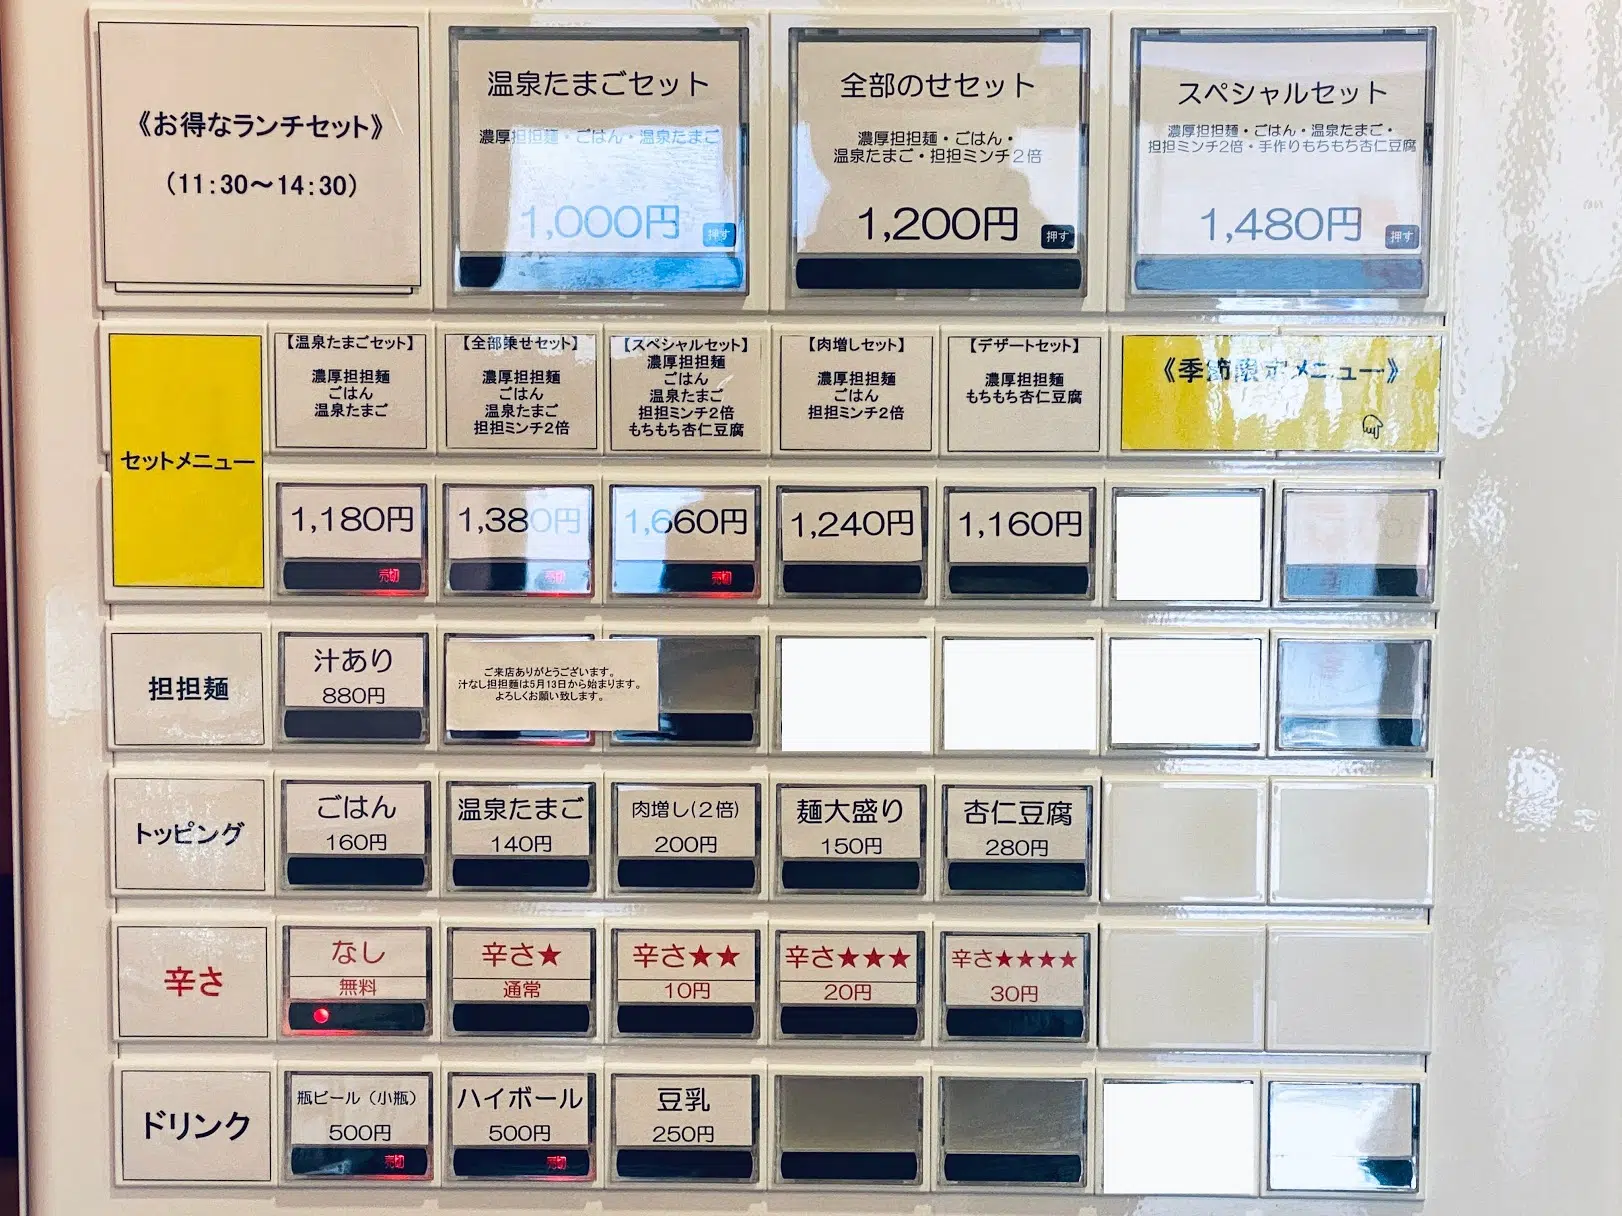 《お得なランチセット》
(11:30〜14:30)
温泉たまごセット
濃厚担担麺・ごはん・温泉たまご
1,000円
押す
全部のせセット
濃厚担担麺・ごはん・
温泉たまご・担担ミンチ2倍
1,200円
押す
スペシャルセット
濃厚担担麺・ごはん・温泉たまご・
担担ミンチ2倍・手作りもちもち杏仁豆腐
1,480円
押す
セットメニュー
【温泉たまごセット】
濃厚担担麺
ごはん
温泉たまご
【全部乗せセット】
濃厚担担麺
ごはん
温泉たまご
担担ミンチ2倍
【スペシャルセット】
濃厚担担麺
ごはん
温泉たまご
担担ミンチ2倍
もちもち杏仁豆腐
【肉増しセット】
濃厚担担麺
ごはん
担担ミンチ2倍
【デザートセット】
濃厚担担麺
もちもち杏仁豆腐
《季節限定メニュー》
1,180円
売切
1,380円
売切
1,660円
売切
1,240円
1,160円
担担麺
汁あり
880円
ご来店ありがとうございます。
汁なし担担麺は5月13日から始まります。
よろしくお願い致します。
トッピング
ごはん
160円
温泉たまご
140円
肉増し(2倍)
200円
麺大盛り
150円
杏仁豆腐
280円
辛さ
なし
無料
辛さ★
通常
辛さ★★
10円
辛さ★★★
20円
辛さ★★★★
30円
ドリンク
瓶ビール(小瓶)
500円
売切
ハイボール
500円
売切
豆乳
250円